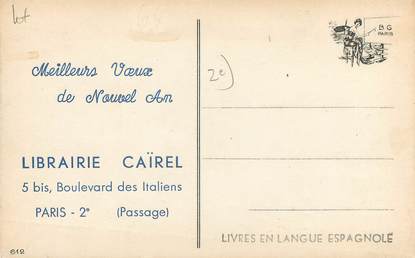 Meilleurs Vœux
de Nouvel An
LIBRAIRIE CAÏREL
5 bis, Boulevard des Italiens
PARIS - 2e (Passage)
612
B G
PARIS
2e)
LIVRES EN LANGUE ESPAGNOLE